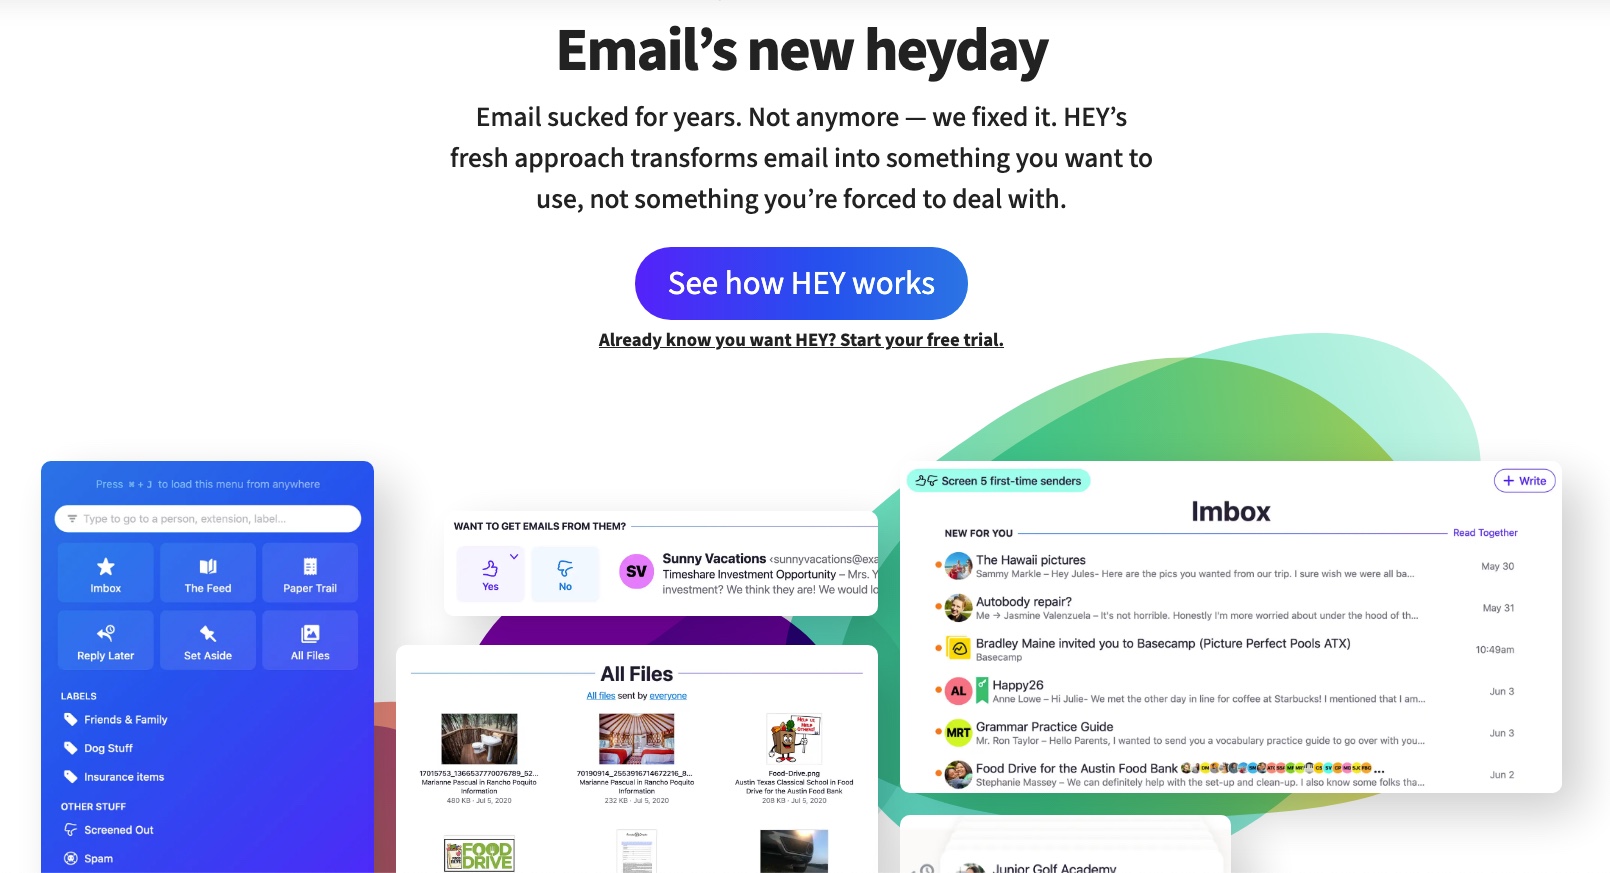 Email’s new heyday
Email sucked for years. Not anymore — we fixed it. HEY’s
fresh approach transforms email into something you want to
use, not something you’re forced to deal with.
See how HEY works
Already know you want HEY? Start your free trial.
Press ⌘ + J to load this menu from anywhere
Type to go to a person, extension, label...
Imbox
The Feed
Paper Trail
Reply Later
Set Aside
All Files
LABELS
Friends & Family
Dog Stuff
Insurance items
OTHER STUFF
Screened Out
Spam
WANT TO GET EMAILS FROM THEM?
Yes
No
SV
Sunny Vacations <sunnyvacations@exa
Timeshare Investment Opportunity – Mrs. Y
investment? We think they are! We would lo
All Files
All files sent by everyone
17015753_1366537770076789_52...
Marianne Pascual in Rancho Poquito
Information
480 KB · Jul 5, 2020
70190914_2553916714672216_8...
Marianne Pascual in Rancho Poquito
Information
232 KB · Jul 5, 2020
HELP US
HELP
OTHERS!
Food-Drive.png
Austin Texas Classical School in Food
Drive for the Austin Food Bank
208 KB · Jul 5, 2020
FOOD
DRIVE
Screen 5 first-time senders
Write
Imbox
NEW FOR YOU
Read Together
The Hawaii pictures
Sammy Markle – Hey Jules- Here are the pics you wanted from our trip. I sure wish we were all ba...
May 30
Autobody repair?
Me → Jasmine Valenzuela – It's not horrible. Honestly I'm more worried about under the hood of th...
May 31
Bradley Maine invited you to Basecamp (Picture Perfect Pools ATX)
Basecamp
10:49am
AL
Happy26
Anne Lowe – Hi Julie- We met the other day in line for coffee at Starbucks! I mentioned that I am...
Jun 3
MRT
Grammar Practice Guide
Mr. Ron Taylor – Hello Parents, I wanted to send you a vocabulary practice guide to go over with you...
Jun 3
Food Drive for the Austin Food Bank ...
Stephanie Massey – We can definitely help with the set-up and clean-up. I also know some folks tha...
Jun 2
Junior Golf Academy